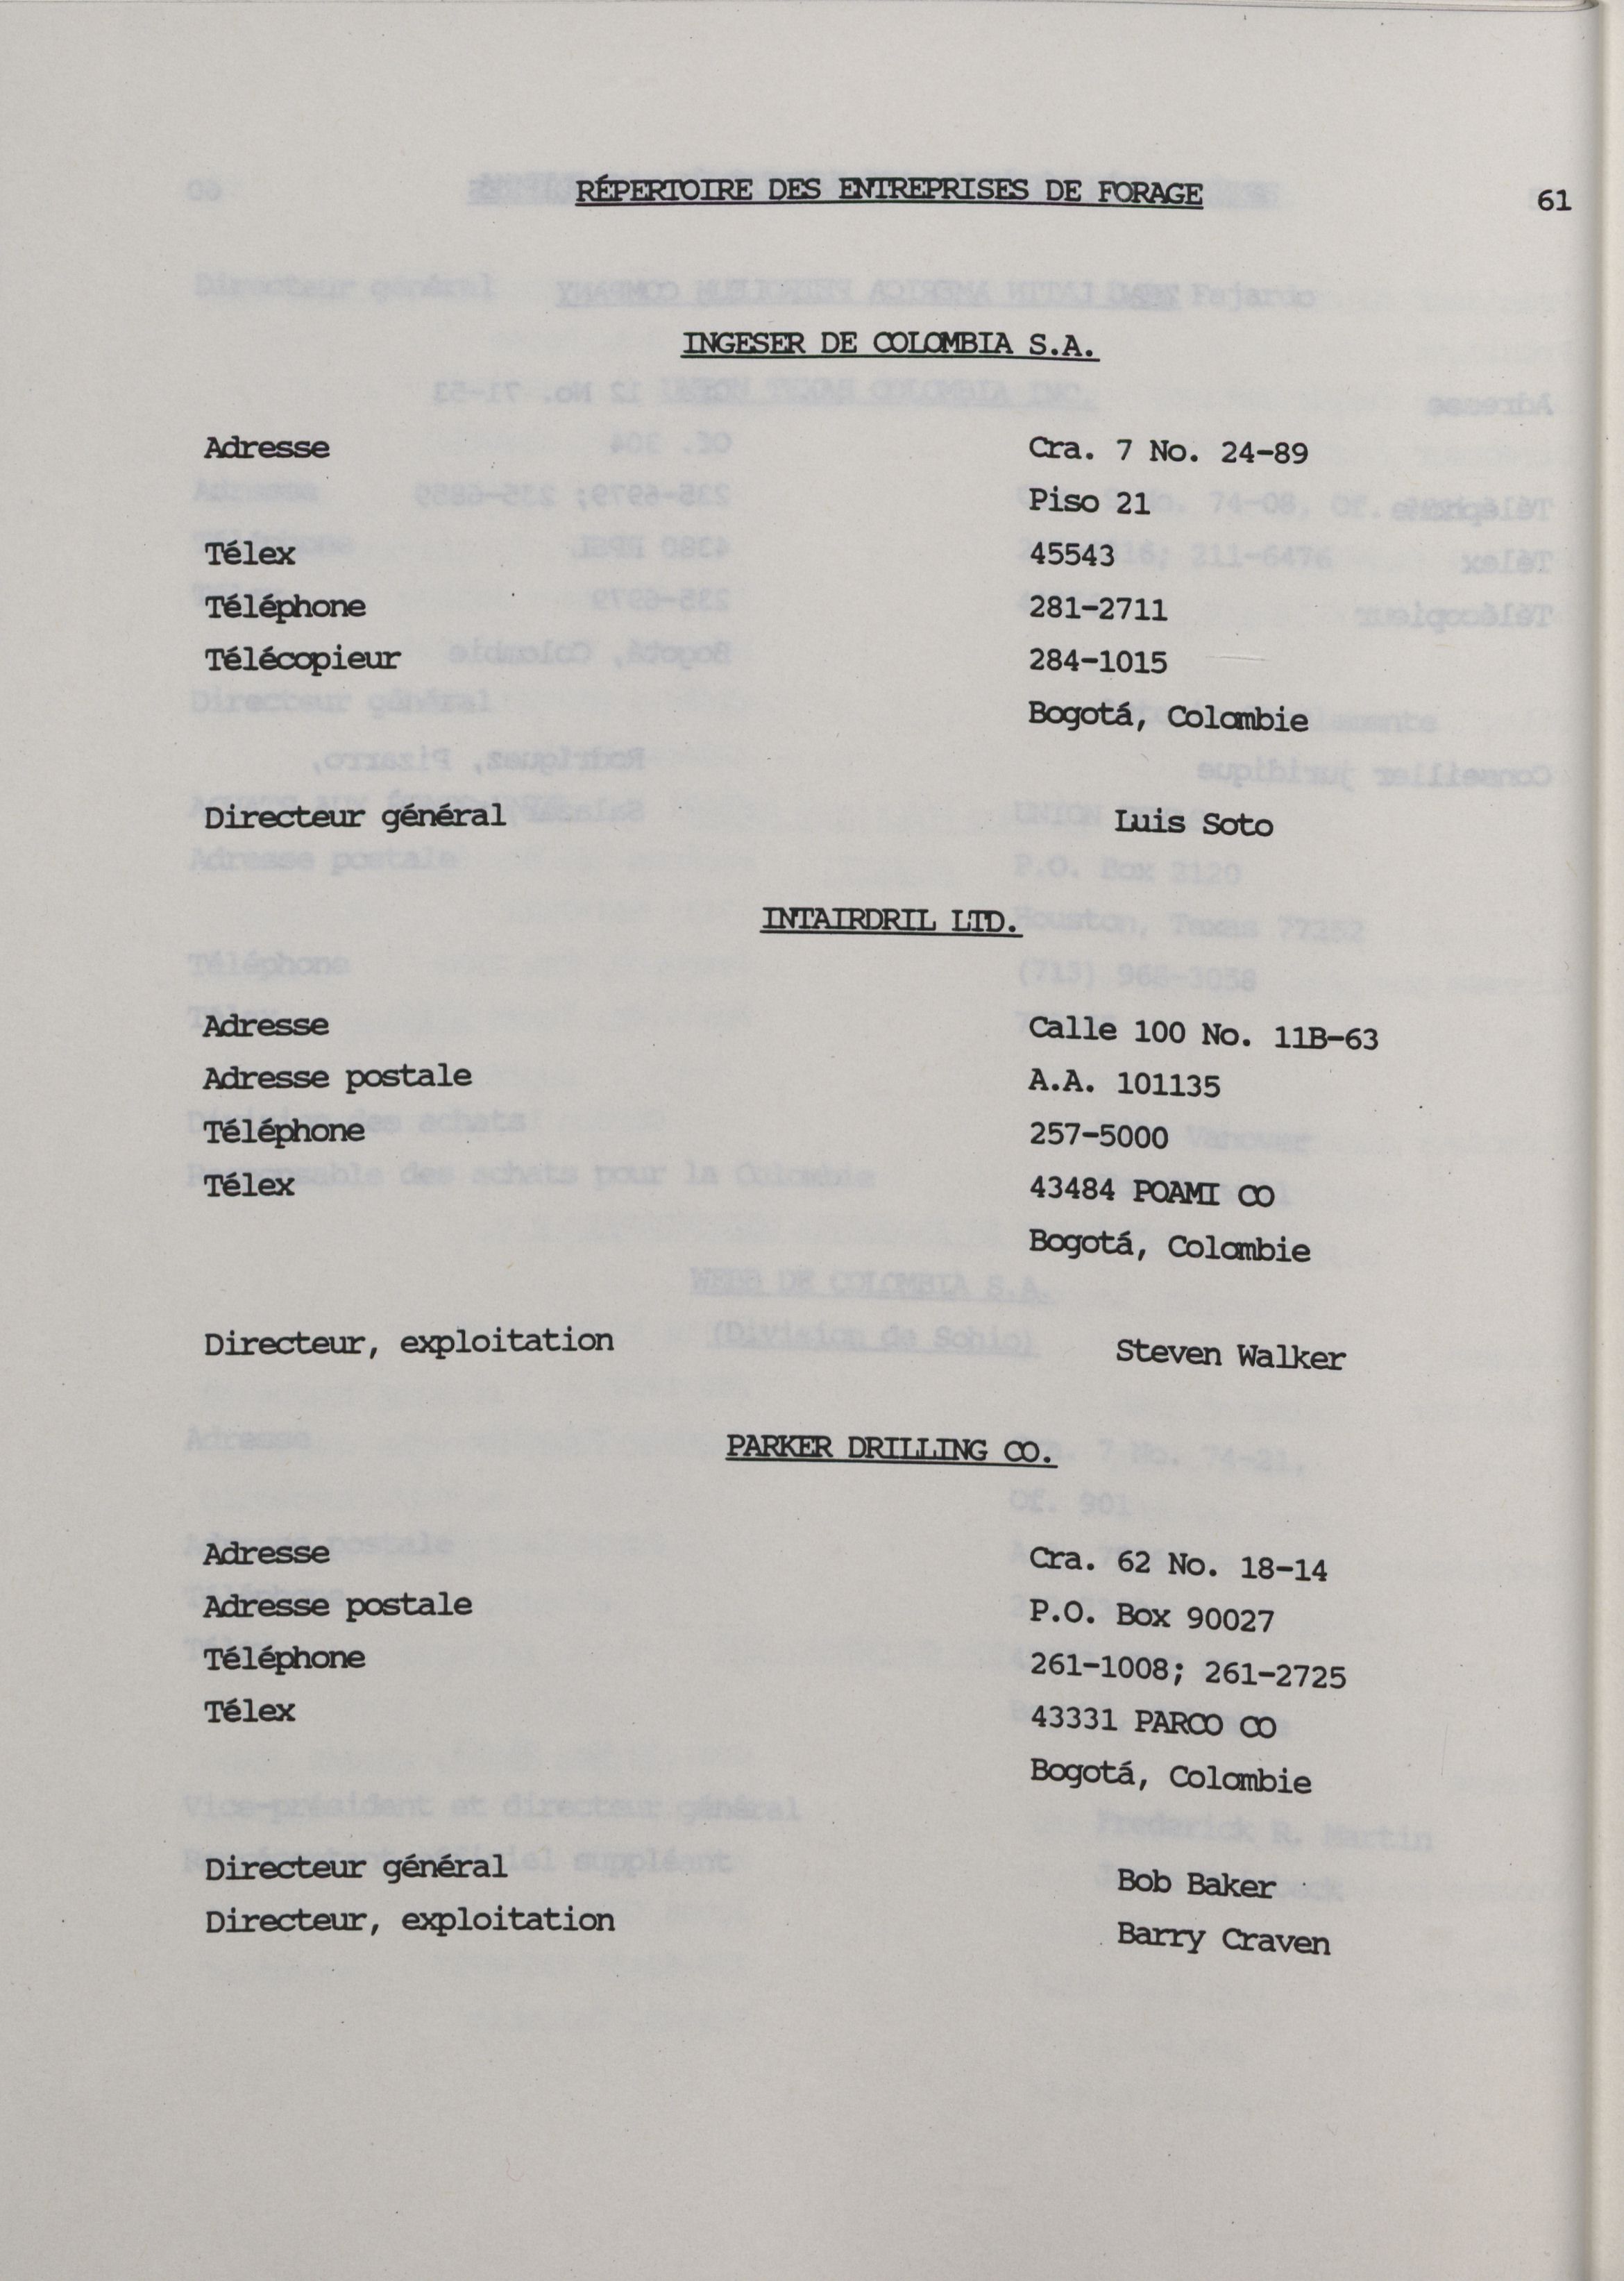 RÉPERTOIRE DES ENTREPRISES DE FORAGE 61
INGESER DE COLOMBIA S.A.
Adresse Cra. 7 No. 24-89
Piso 21
Télex 45543
Téléphone 281-2711
Télécopieur 284-1015
Bogotá, Colombie
Directeur général Luis Soto
INTAIRDRIL LTD.
Adresse Calle 100 No. 11B-63
Adresse postale A.A. 101135
Téléphone 257-5000
Télex 43484 POAMI CO
Bogotá, Colombie
Directeur, exploitation Steven Walker
PARKER DRILLING CO.
Adresse Cra. 62 No. 18-14
Adresse postale P.O. Box 90027
Téléphone 261-1008; 261-2725
Télex 43331 PARCO CO
Bogotá, Colombie
Directeur général Bob Baker
Directeur, exploitation Barry Craven